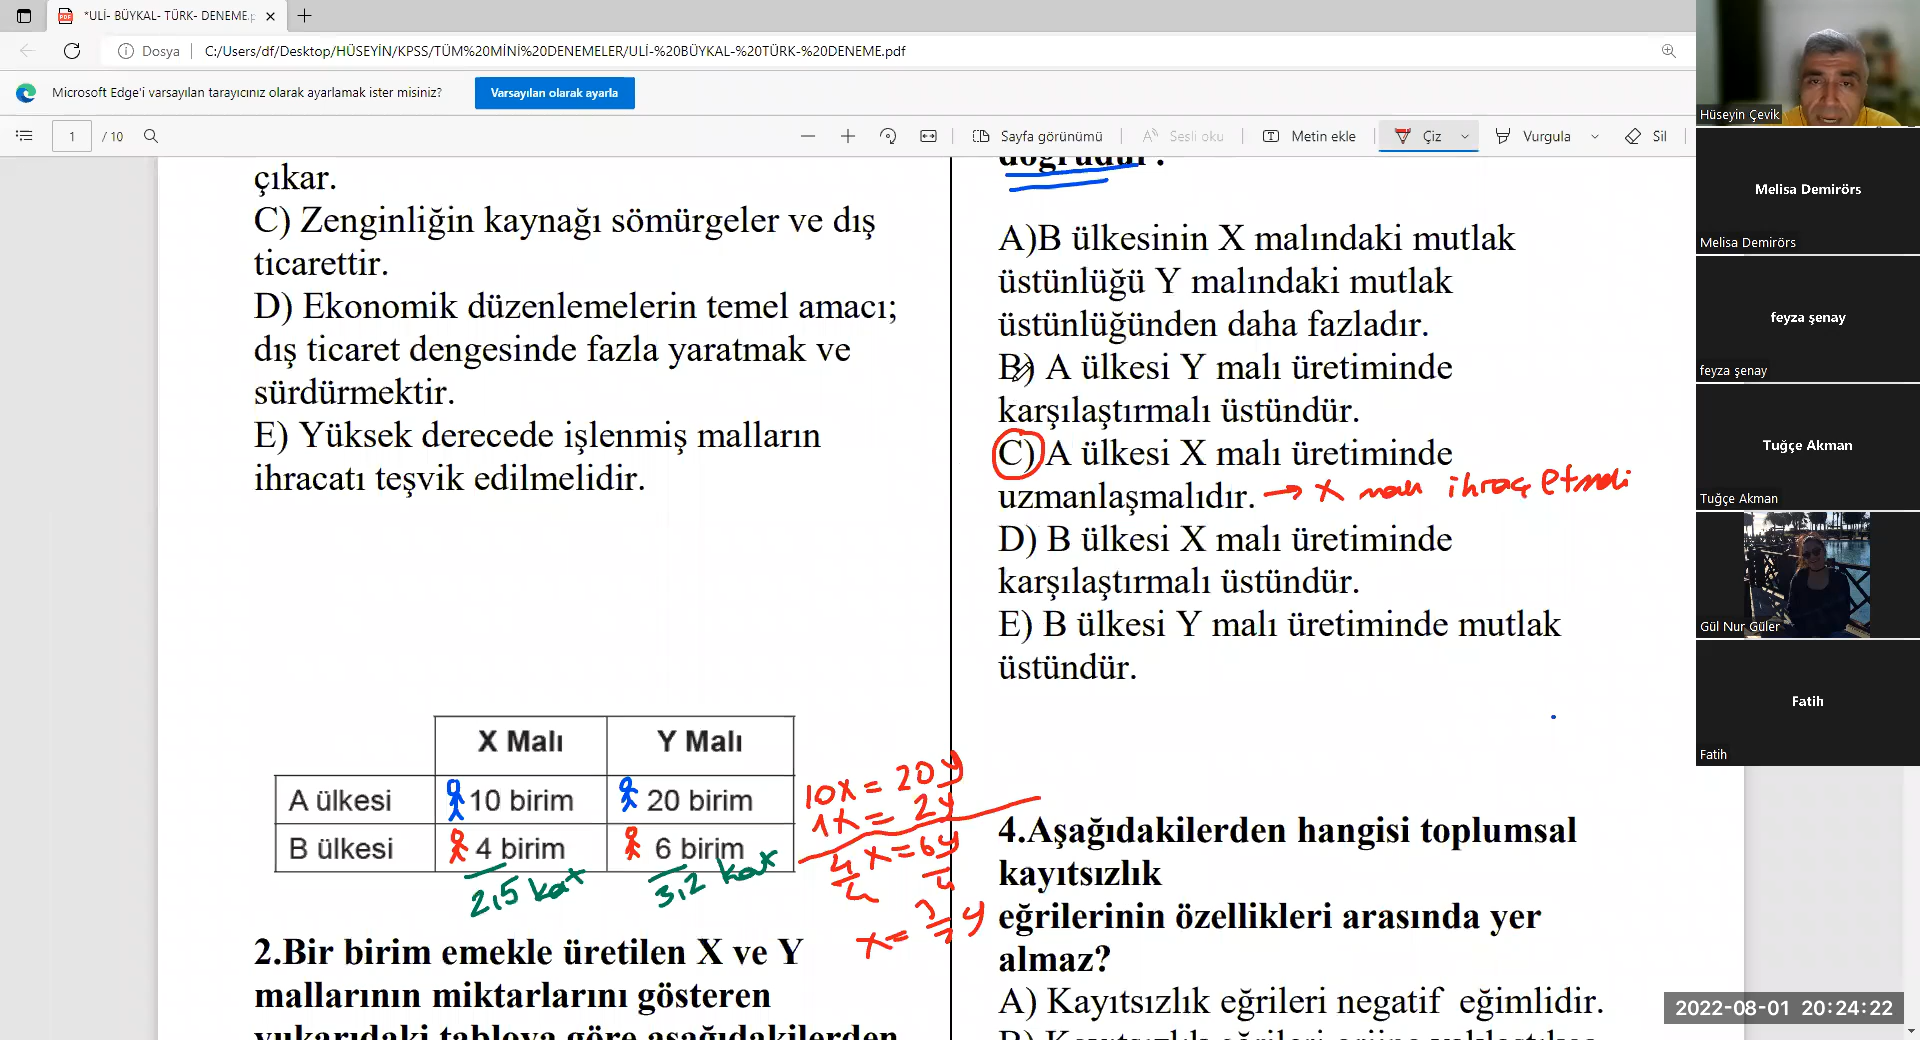 *ULİ- BÜYKAL- TÜRK- DENEME.p
Dosya
C:/Users/df/Desktop/HÜSEYİN/KPSS/TÜM%20MİNİ%20DENEMELER/ULİ-%20BÜYKAL-%20TÜRK-%20DENEME.pdf
Microsoft Edge'i varsayılan tarayıcınız olarak ayarlamak ister misiniz?
Varsayılan olarak ayarla
1 / 10
Sayfa görünümü
Sesli oku
Metin ekle
Çiz
Vurgula
Sil
çıkar.
C) Zenginliğin kaynağı sömürgeler ve dış
ticarettir.
D) Ekonomik düzenlemelerin temel amacı;
dış ticaret dengesinde fazla yaratmak ve
sürdürmektir.
E) Yüksek derecede işlenmiş malların
ihracatı teşvik edilmelidir.
X Malı Y Malı
A ülkesi 10 birim 20 birim
B ülkesi 4 birim 6 birim
2,5 kat 3,2 kat
10x = 20y
1x = 2y
4x = 6y
4 4
x = 3/2 y
2.Bir birim emekle üretilen X ve Y
mallarının miktarlarını gösteren
yukarıdaki tabloya göre aşağıdakilerden
doğrudur?
A)B ülkesinin X malındaki mutlak
üstünlüğü Y malındaki mutlak
üstünlüğünden daha fazladır.
B) A ülkesi Y malı üretiminde
karşılaştırmalı üstündür.
C) A ülkesi X malı üretiminde
uzmanlaşmalıdır. → x malı ihraç etmeli
D) B ülkesi X malı üretiminde
karşılaştırmalı üstündür.
E) B ülkesi Y malı üretiminde mutlak
üstündür.
4.Aşağıdakilerden hangisi toplumsal
kayıtsızlık
eğrilerinin özellikleri arasında yer
almaz?
A) Kayıtsızlık eğrileri negatif eğimlidir.
Hüseyin Çevik
Melisa Demirörs
Melisa Demirörs
feyza şenay
feyza şenay
Tuğçe Akman
Tuğçe Akman
Gül Nur Güler
Fatih
Fatih
2022-08-01 20:24:22